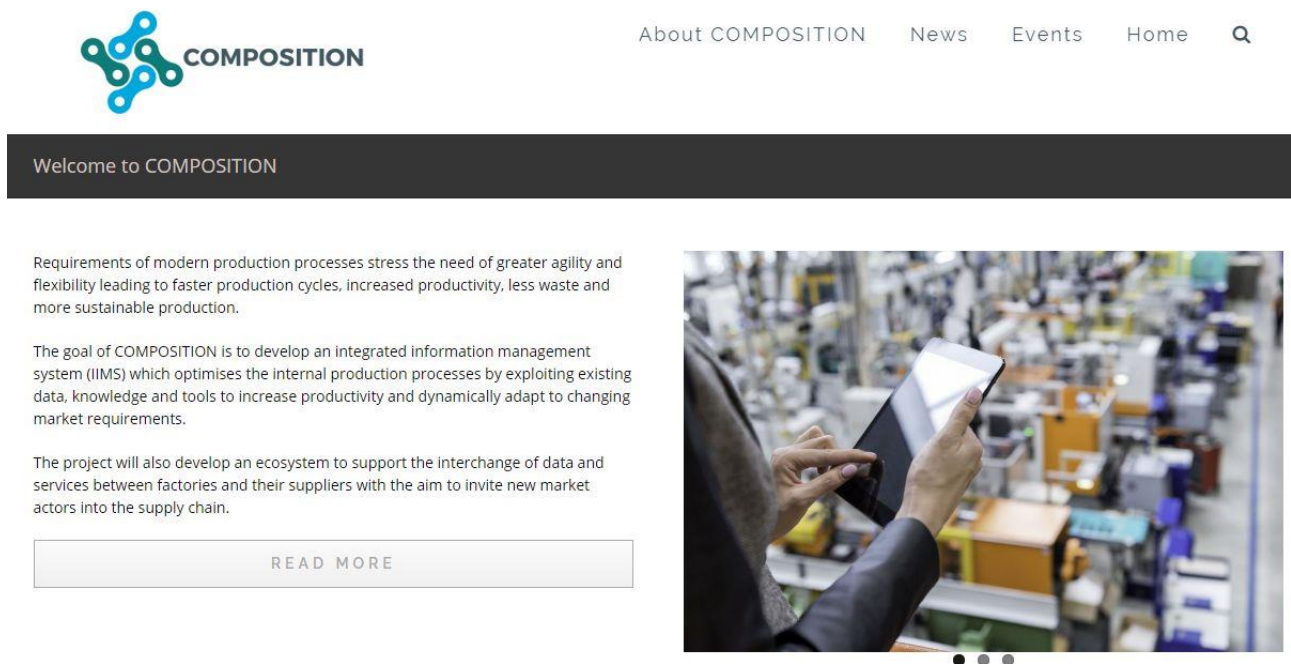 COMPOSITION
About COMPOSITION News Events Home
Welcome to COMPOSITION
Requirements of modern production processes stress the need of greater agility and
flexibility leading to faster production cycles, increased productivity, less waste and
more sustainable production.
The goal of COMPOSITION is to develop an integrated information management
system (IIMS) which optimises the internal production processes by exploiting existing
data, knowledge and tools to increase productivity and dynamically adapt to changing
market requirements.
The project will also develop an ecosystem to support the interchange of data and
services between factories and their suppliers with the aim to invite new market
actors into the supply chain.
READ MORE